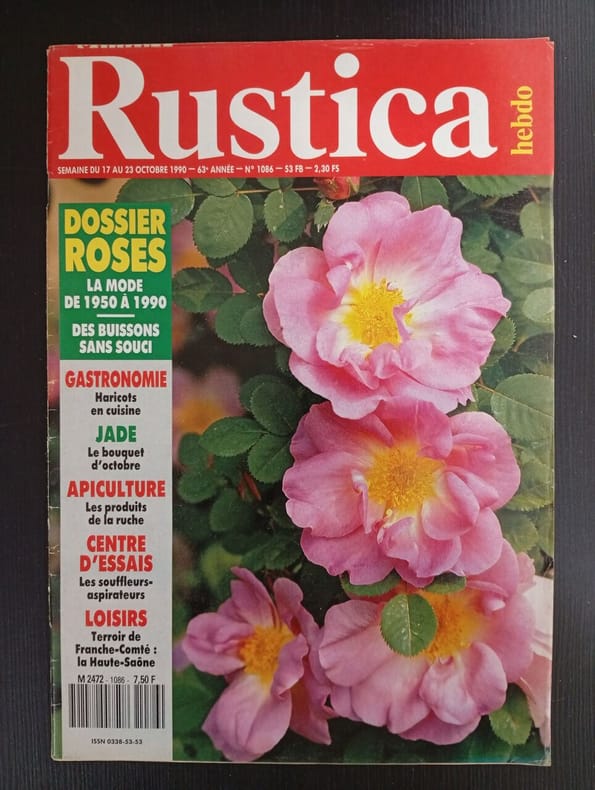 Rustica
hebdo
SEMAINE DU 17 AU 23 OCTOBRE 1990 — 63e ANNÉE — N° 1086 — 53 FB — 2,30 FS
DOSSIER
ROSES
LA MODE
DE 1950 À 1990
DES BUISSONS
SANS SOUCI
GASTRONOMIE
Haricots
en cuisine
JADE
Le bouquet
d'octobre
APICULTURE
Les produits
de la ruche
CENTRE
D'ESSAIS
Les souffleurs-
aspirateurs
LOISIRS
Terroir de
Franche-Comté :
la Haute-Saône
M 2472 - 1086 - 7,50 F
ISSN 0338-53-53